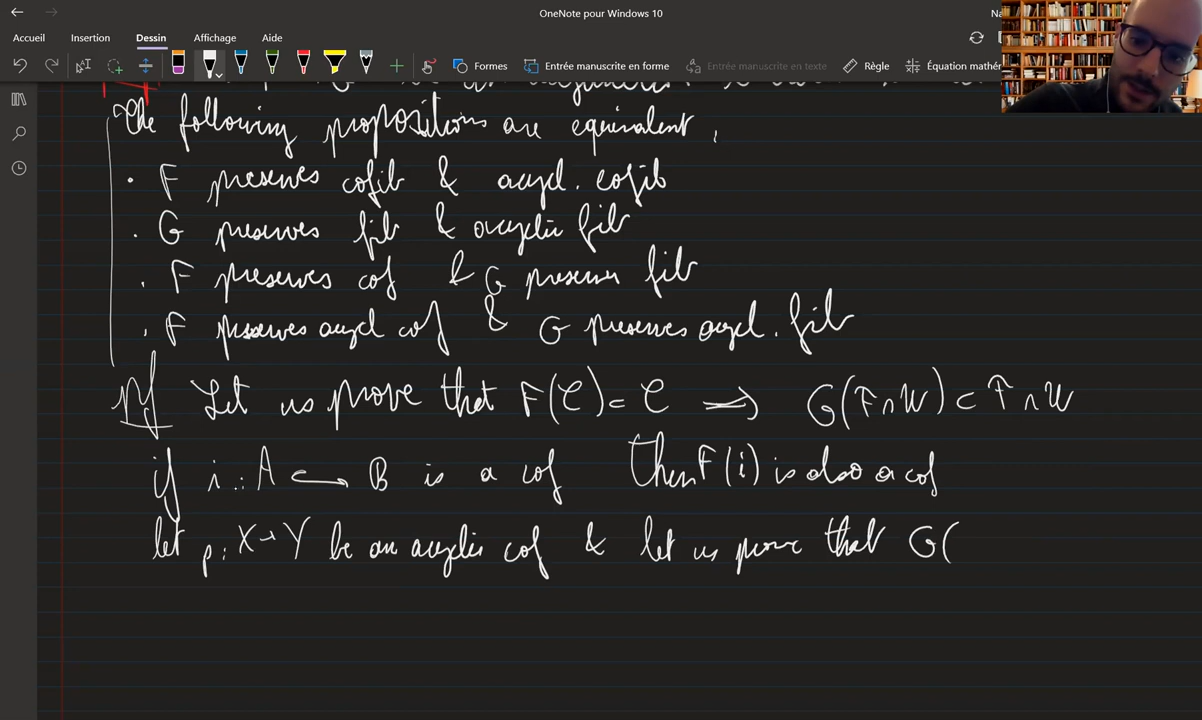 OneNote pour Windows 10
Accueil Insertion Dessin Affichage Aide
Formes Entrée manuscrite en forme Entrée manuscrite en texte Règle Équation mathém
The following propositions are equivalent.
· F preserves cofib & acycl. cofib
· G preserves fib & acyclic fib
· F preserves cof & G preserves fib
· F preserves acycl cof & G preserves acycl. fib
Pf Let us prove that F(C) ⊂ C ⟹ G(F∩W) ⊂ F∩W
if i : A ↪ B is a cof then F(i) is also a cof
let p : X → Y be an acyclic cof & let us prove that G(